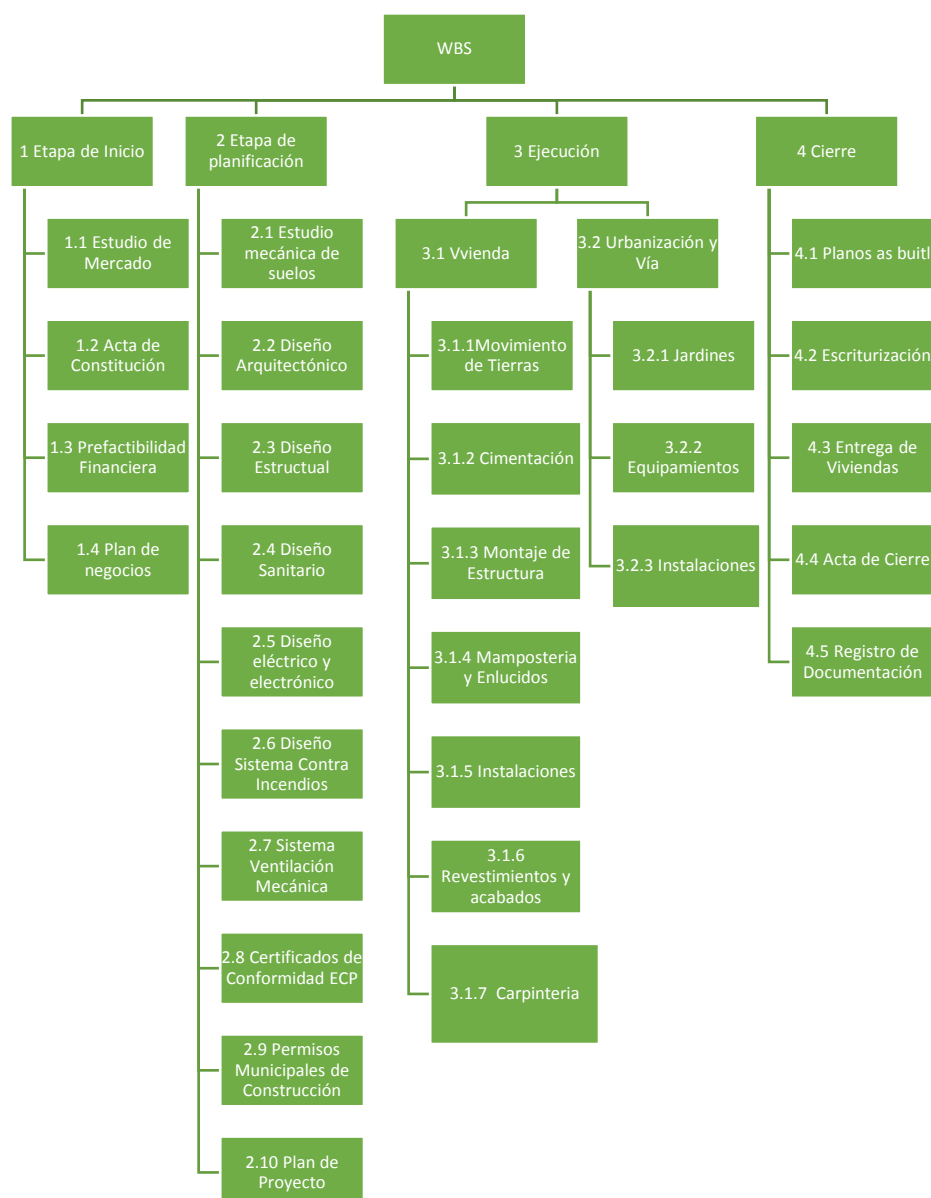 WBS
1 Etapa de Inicio
1.1 Estudio de
Mercado
1.2 Acta de
Constitución
1.3 Prefactibilidad
Financiera
1.4 Plan de
negocios
2 Etapa de
planificación
2.1 Estudio
mecánica de
suelos
2.2 Diseño
Arquitectónico
2.3 Diseño
Estructual
2.4 Diseño
Sanitario
2.5 Diseño
eléctrico y
electrónico
2.6 Diseño
Sistema Contra
Incendios
2.7 Sistema
Ventilación
Mecánica
2.8 Certificados de
Conformidad ECP
2.9 Permisos
Municipales de
Construcción
2.10 Plan de
Proyecto
3 Ejecución
3.1 Vvienda
3.1.1Movimiento
de Tierras
3.1.2 Cimentación
3.1.3 Montaje de
Estructura
3.1.4 Mamposteria
y Enlucidos
3.1.5 Instalaciones
3.1.6
Revestimientos y
acabados
3.1.7 Carpinteria
3.2 Urbanización y
Vía
3.2.1 Jardines
3.2.2
Equipamientos
3.2.3 Instalaciones
4 Cierre
4.1 Planos as buitl
4.2 Escriturización
4.3 Entrega de
Viviendas
4.4 Acta de Cierre
4.5 Registro de
Documentación